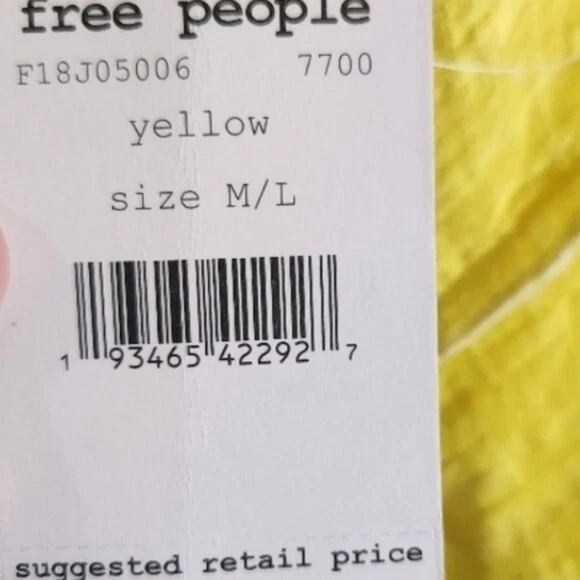 free people
F18J05006 7700
yellow
size M/L
1 93465 42292 7
suggested retail price